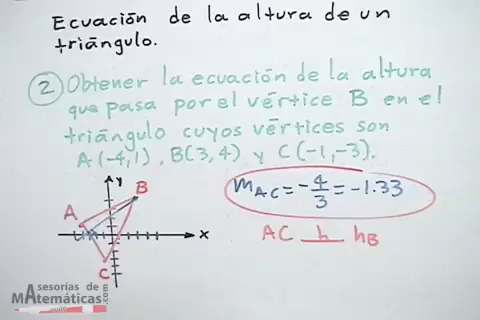 Ecuación de la altura de un
triángulo.
② Obtener la ecuación de la altura
que pasa por el vértice B en el
triángulo cuyos vértices son
A(-4,1), B(3,4) y C(-1,-3).
m_AC = -4/3 = -1.33
AC h h_B
Y
B
A
X
C
Asesorías de
Matemáticas.com